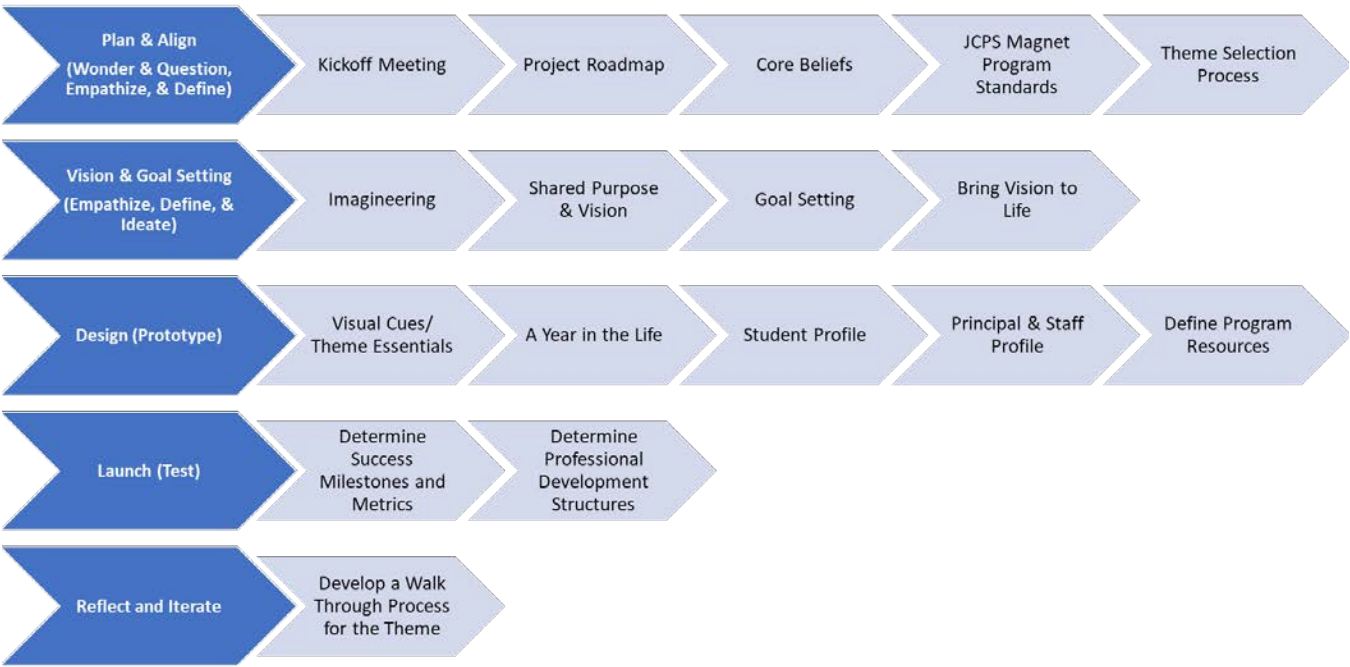 Plan & Align
(Wonder & Question,
Empathize, & Define)
Kickoff Meeting
Project Roadmap
Core Beliefs
JCPS Magnet
Program
Standards
Theme Selection
Process
Vision & Goal Setting
(Empathize, Define, &
Ideate)
Imagineering
Shared Purpose
& Vision
Goal Setting
Bring Vision to
Life
Design (Prototype)
Visual Cues/
Theme Essentials
A Year in the Life
Student Profile
Principal & Staff
Profile
Define Program
Resources
Launch (Test)
Determine
Success
Milestones and
Metrics
Determine
Professional
Development
Structures
Reflect and Iterate
Develop a Walk
Through Process
for the Theme